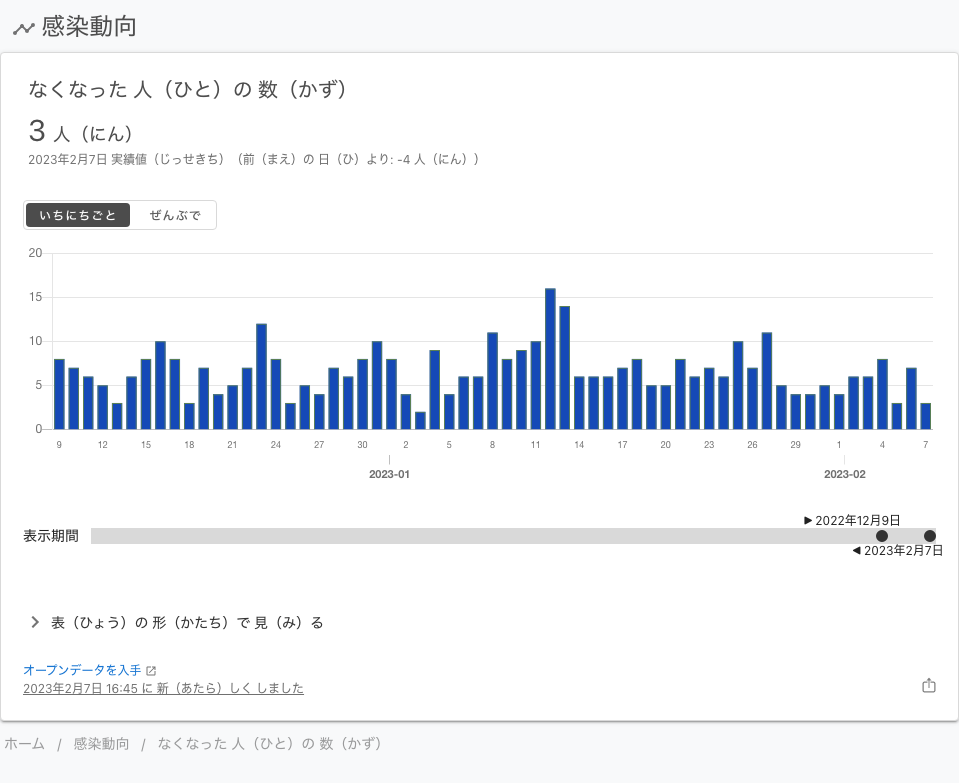 感染動向
なくなった 人（ひと）の 数（かず）
3 人（にん）
2023年2月7日 実績値（じっせきち）（前（まえ）の 日（ひ）より: -4 人（にん））
いちにちごと ぜんぶで
20
15
10
5
0
9 12 15 18 21 24 27 30 2 5 8 11 14 17 20 23 26 29 1 4 7
2023-01 2023-02
▶ 2022年12月9日
表示期間
◀ 2023年2月7日
表（ひょう）の 形（かたち）で 見（み）る
オープンデータを入手
2023年2月7日 16:45 に 新（あたら）しく しました
ホーム / 感染動向 / なくなった 人（ひと）の 数（かず）